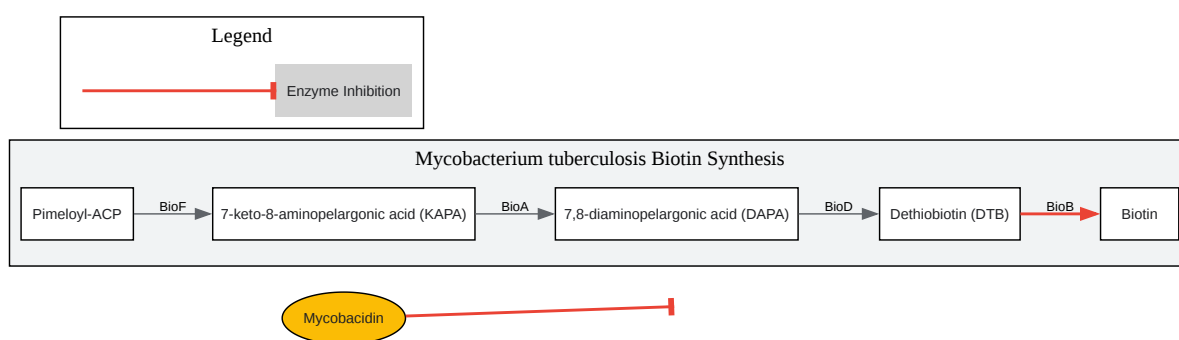 Legend
Enzyme Inhibition
Mycobacterium tuberculosis Biotin Synthesis
Pimeloyl-ACP
BioF
7-keto-8-aminopelargonic acid (KAPA)
BioA
7,8-diaminopelargonic acid (DAPA)
BioD
Dethiobiotin (DTB)
BioB
Biotin
Mycobacidin